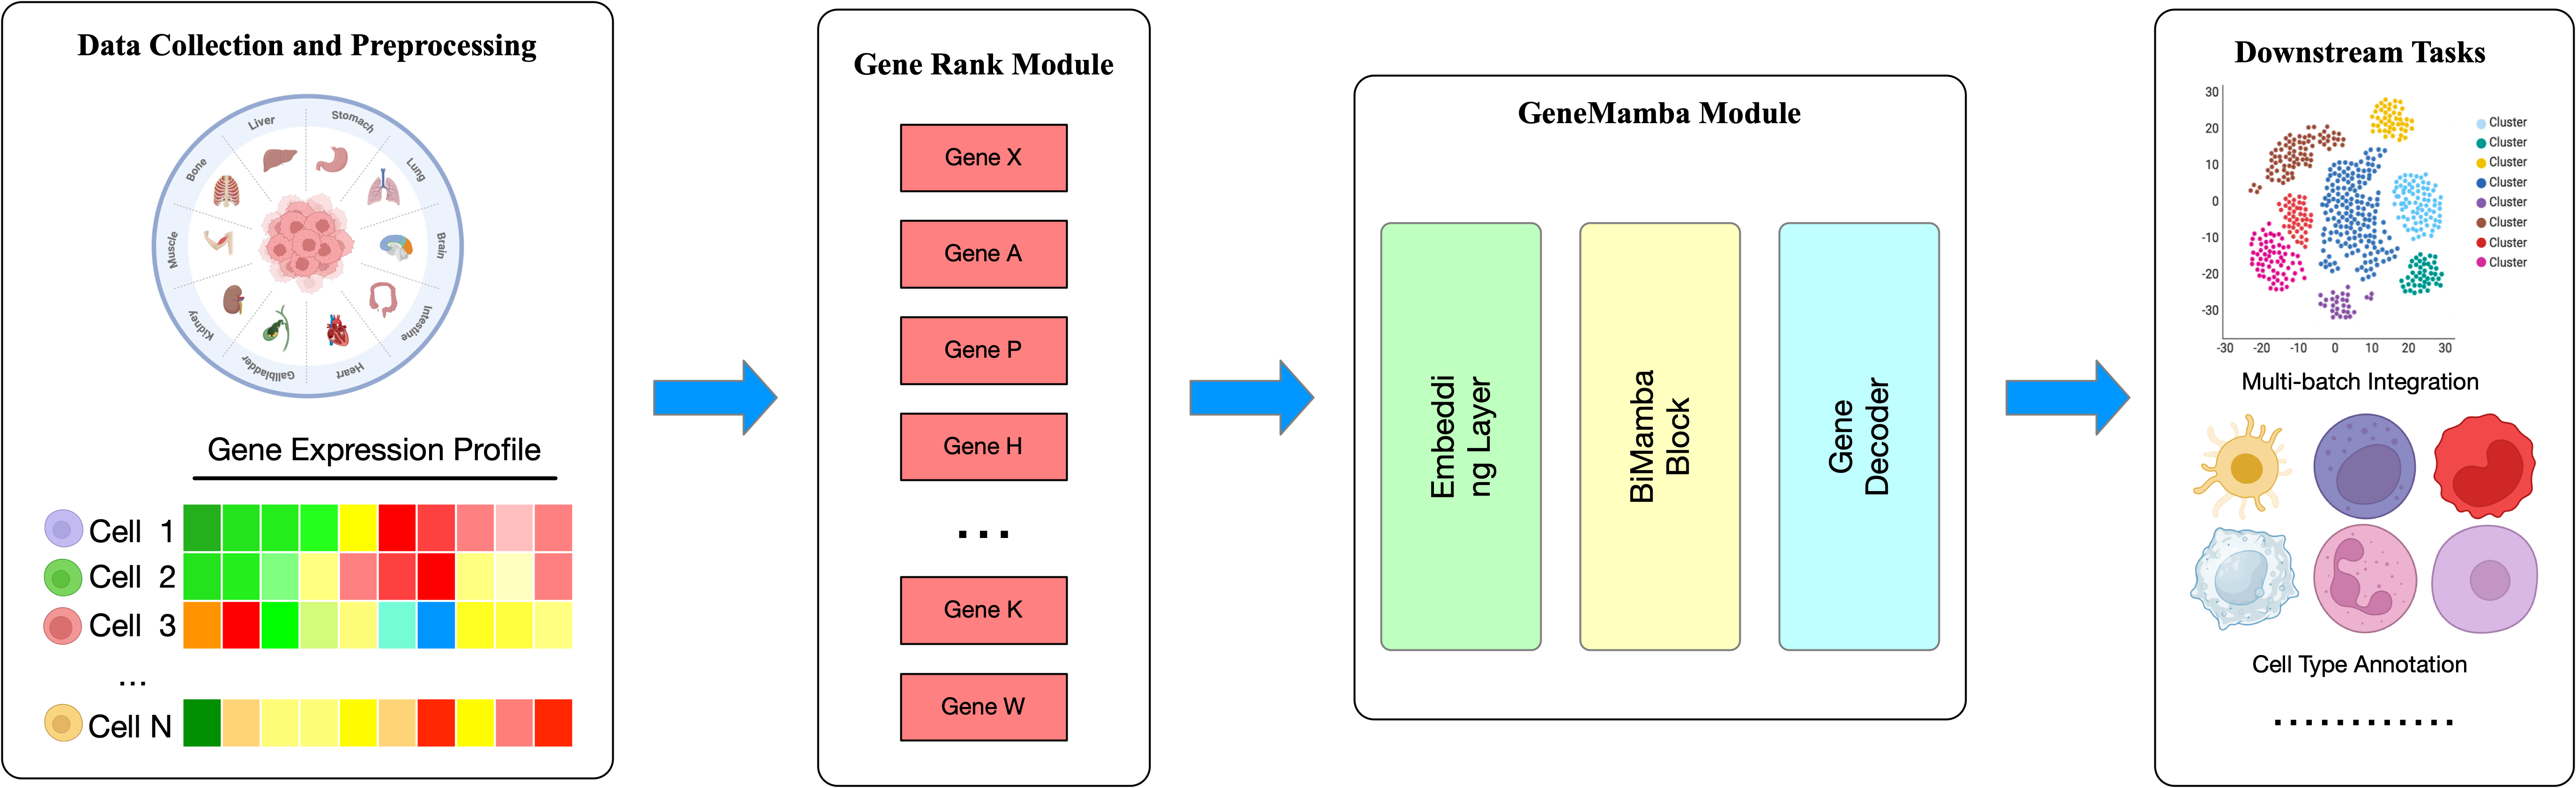 Data Collection and Preprocessing
Liver
Stomach
Lung
Brain
Intestine
Heart
Gallbladder
Kidney
Muscle
Bone
Gene Expression Profile
Cell 1
Cell 2
Cell 3
...
Cell N
Gene Rank Module
Gene X
Gene A
Gene P
Gene H
...
Gene K
Gene W
GeneMamba Module
Embeddi
ng Layer
BiMamba
Block
Gene
Decoder
Downstream Tasks
30
20
10
0
-10
-20
-30
-30 -20 -10 0 10 20 30
Cluster
Cluster
Cluster
Cluster
Cluster
Cluster
Cluster
Cluster
Multi-batch Integration
Cell Type Annotation
............